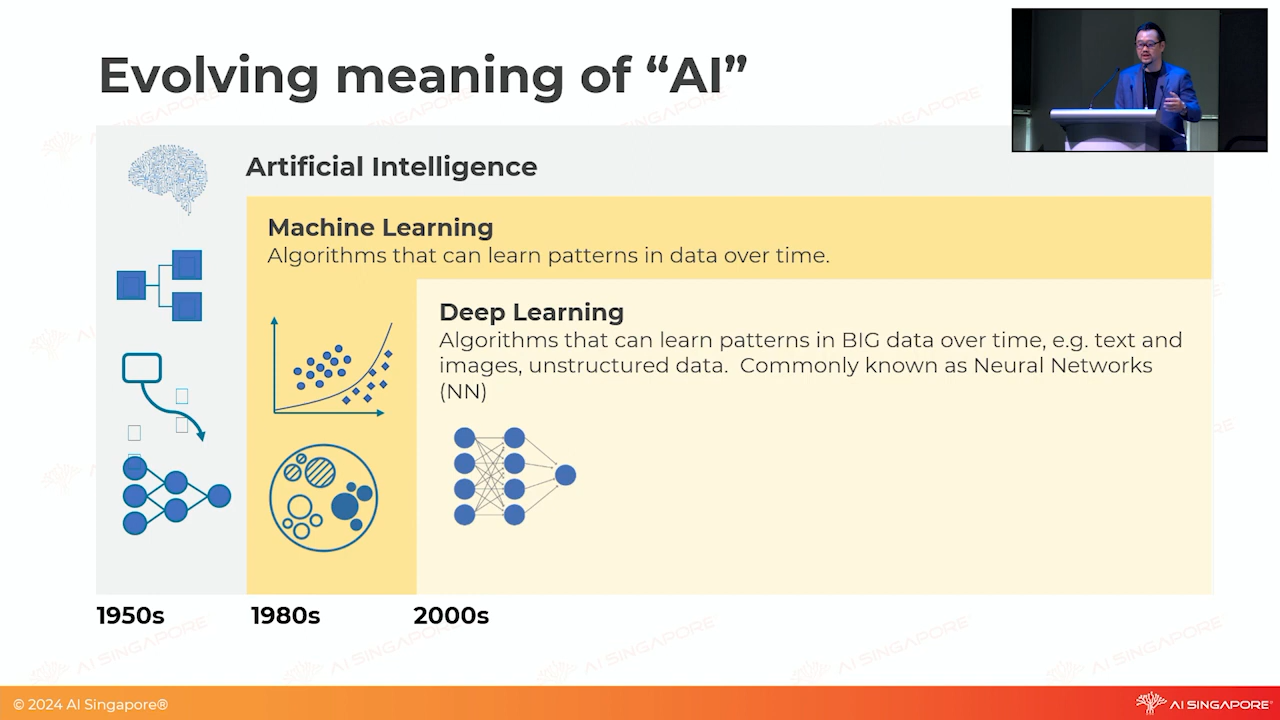 Evolving meaning of “AI”
Artificial Intelligence
Machine Learning
Algorithms that can learn patterns in data over time.
Deep Learning
Algorithms that can learn patterns in BIG data over time, e.g. text and
images, unstructured data. Commonly known as Neural Networks
(NN)
1950s
1980s
2000s
© 2024 AI Singapore®
AI SINGAPORE®